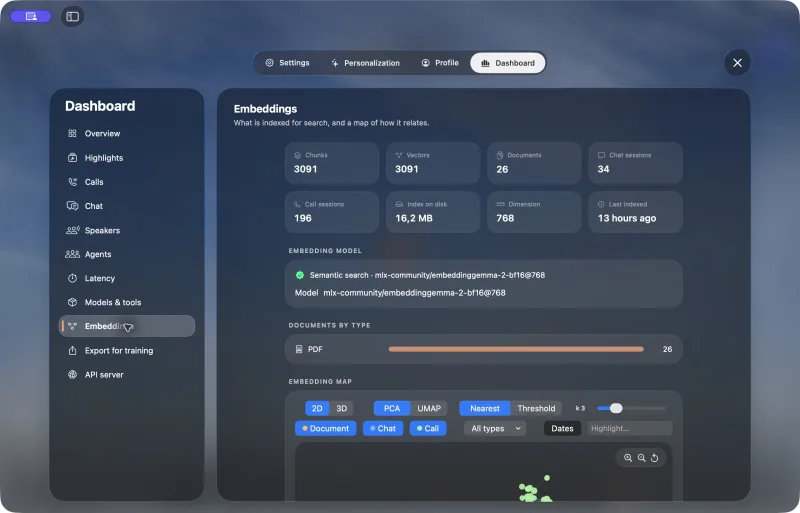 Settings
Personalization
Profile
Dashboard
Dashboard
Overview
Highlights
Calls
Chat
Speakers
Agents
Latency
Models & tools
Embeddings
Export for training
API server
Embeddings
What is indexed for search, and a map of how it relates.
Chunks
3091
Vectors
3091
Documents
26
Chat sessions
34
Call sessions
196
Index on disk
16,2 MB
Dimension
768
Last indexed
13 hours ago
EMBEDDING MODEL
Semantic search · mlx-community/embeddinggemma-2-bf16@768
Model mlx-community/embeddinggemma-2-bf16@768
DOCUMENTS BY TYPE
PDF 26
EMBEDDING MAP
2D 3D PCA UMAP Nearest Threshold k 3
Document Chat Call All types Dates Highlight...